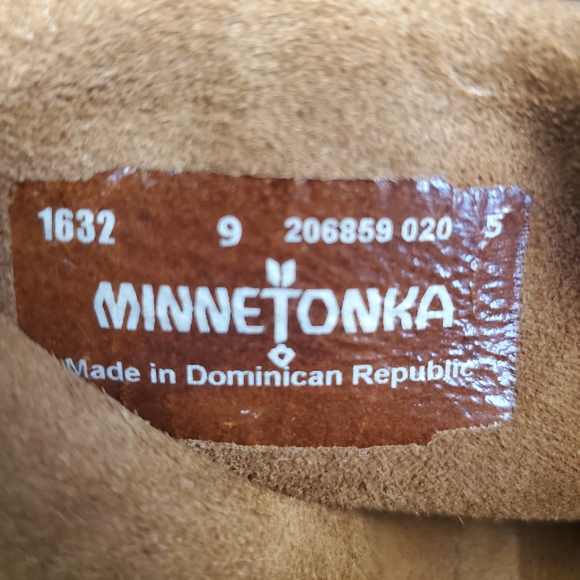 1632 9 206859 020 5
MINNETONKA
Made in Dominican Republic